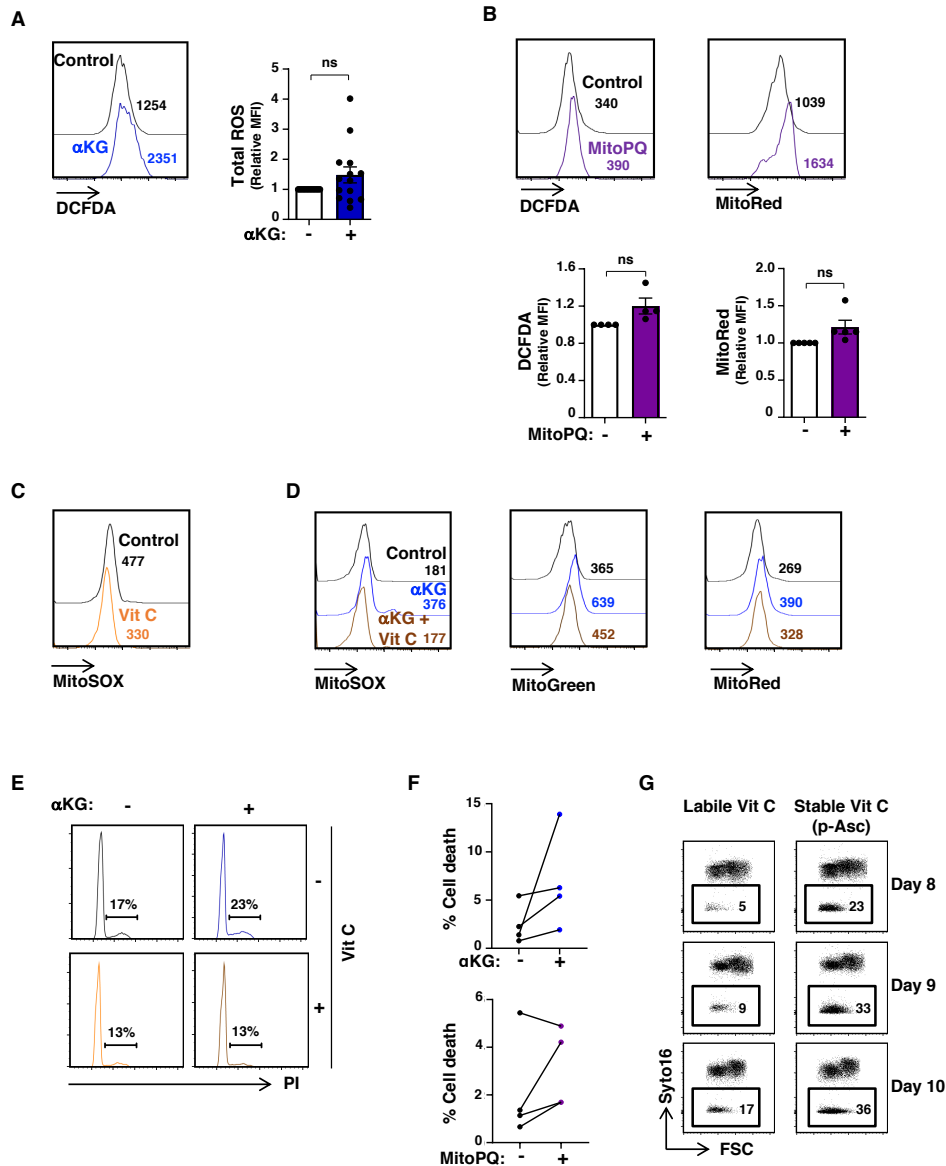 A
Control
1254
αKG
2351
DCFDA
ns
Total ROS
(Relative MFI)
5
4
3
2
1
0
αKG: - +
B
Control
340
MitoPQ
390
DCFDA
1039
1634
MitoRed
ns
DCFDA
(Relative MFI)
1.6
1.2
0.8
0.4
0
MitoPQ: - +
ns
MitoRed
(Relative MFI)
2.0
1.5
1.0
0.5
0
- +
C
Control
477
Vit C
330
MitoSOX
D
Control
181
αKG
376
αKG +
Vit C 177
MitoSOX
365
639
452
MitoGreen
269
390
328
MitoRed
E
αKG: - +
17%
23%
-
13%
13%
+
Vit C
PI
F
% Cell death
15
10
5
0
αKG: - +
% Cell death
6
4
2
0
MitoPQ: - +
G
Labile Vit C
Stable Vit C
(p-Asc)
5
23
Day 8
9
33
Day 9
17
36
Day 10
Syto16
FSC